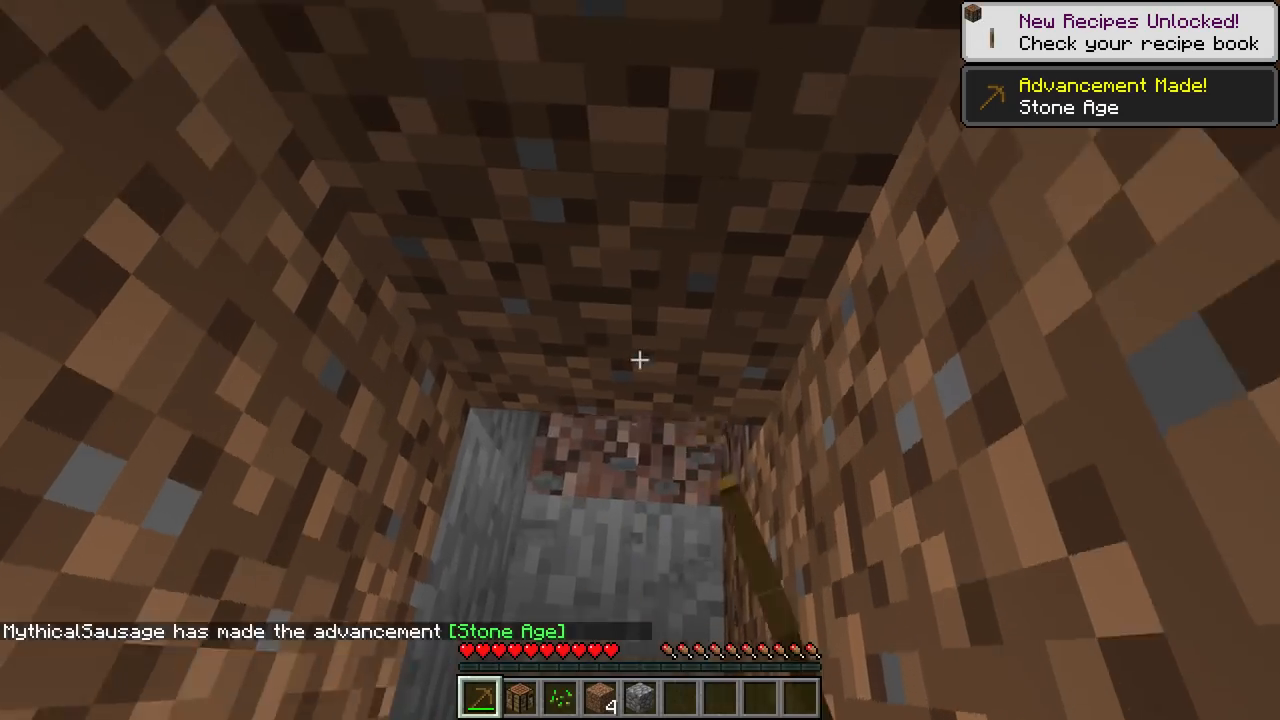 New Recipes Unlocked!
Check your recipe book
Advancement Made!
Stone Age
MythicalSausage has made the advancement [Stone Age]
4